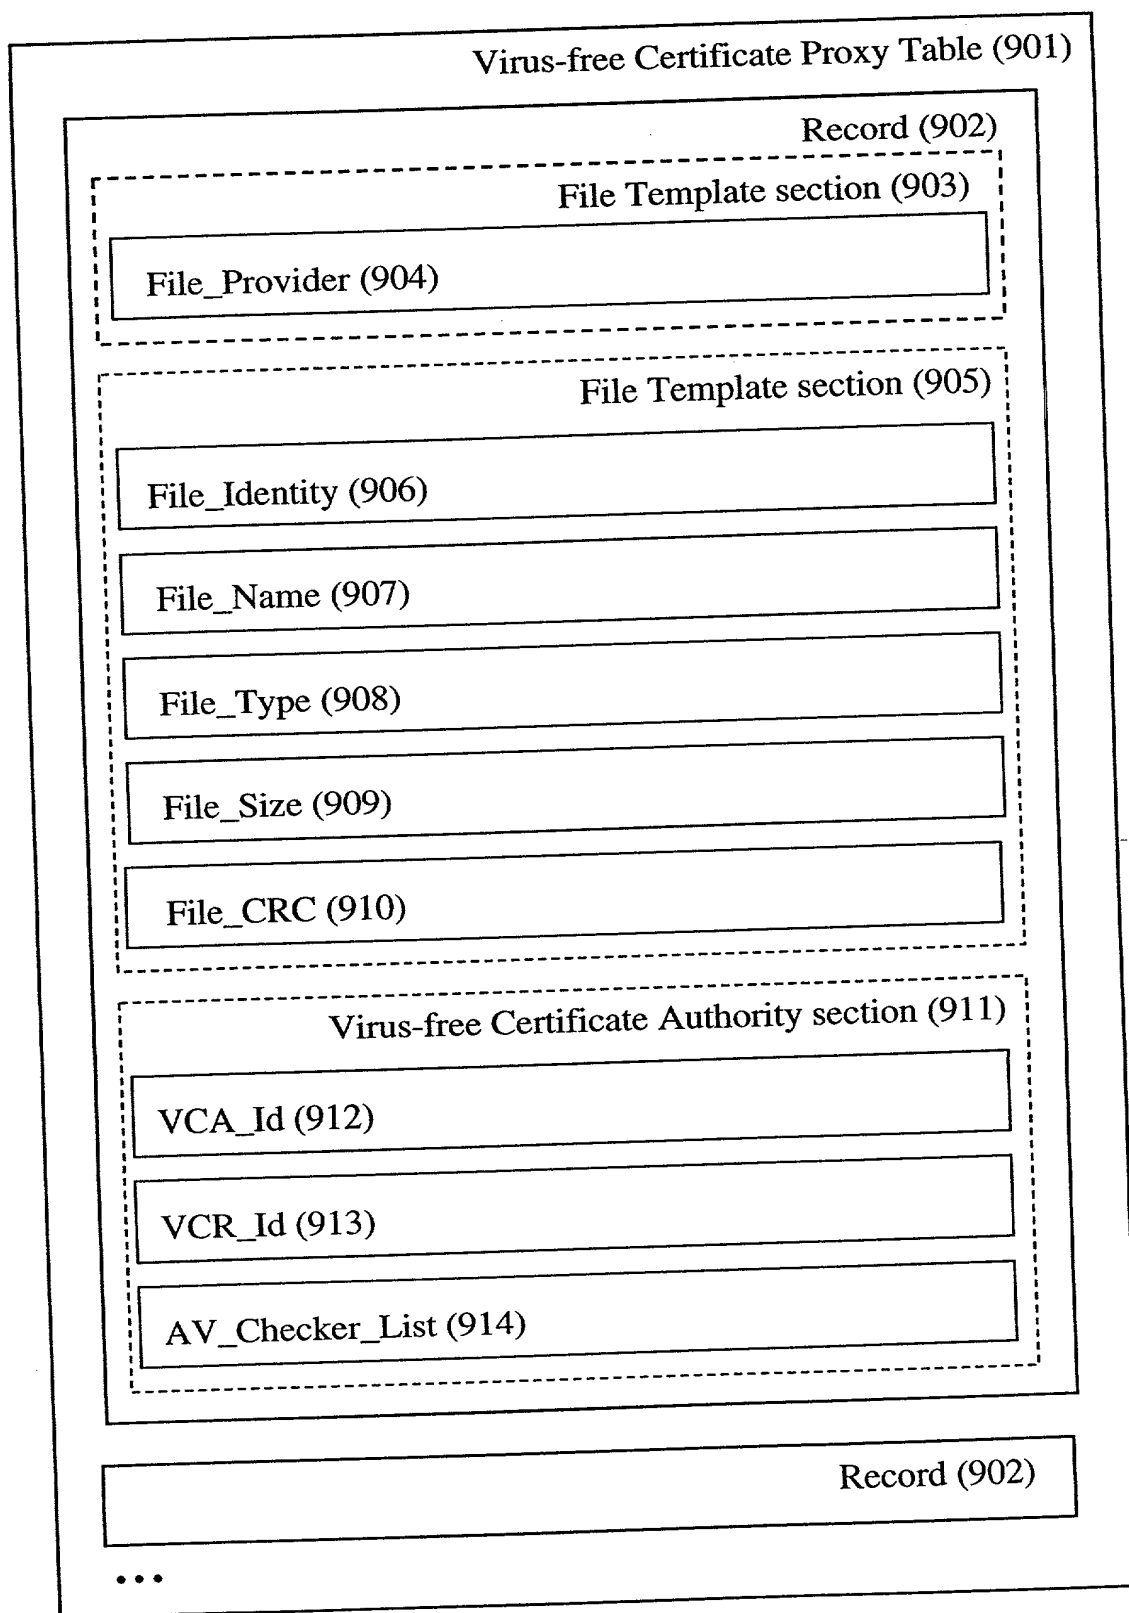 Virus-free Certificate Proxy Table (901)
Record (902)
File Template section (903)
File_Provider (904)
File Template section (905)
File_Identity (906)
File_Name (907)
File_Type (908)
File_Size (909)
File_CRC (910)
Virus-free Certificate Authority section (911)
VCA_Id (912)
VCR_Id (913)
AV_Checker_List (914)
Record (902)
...